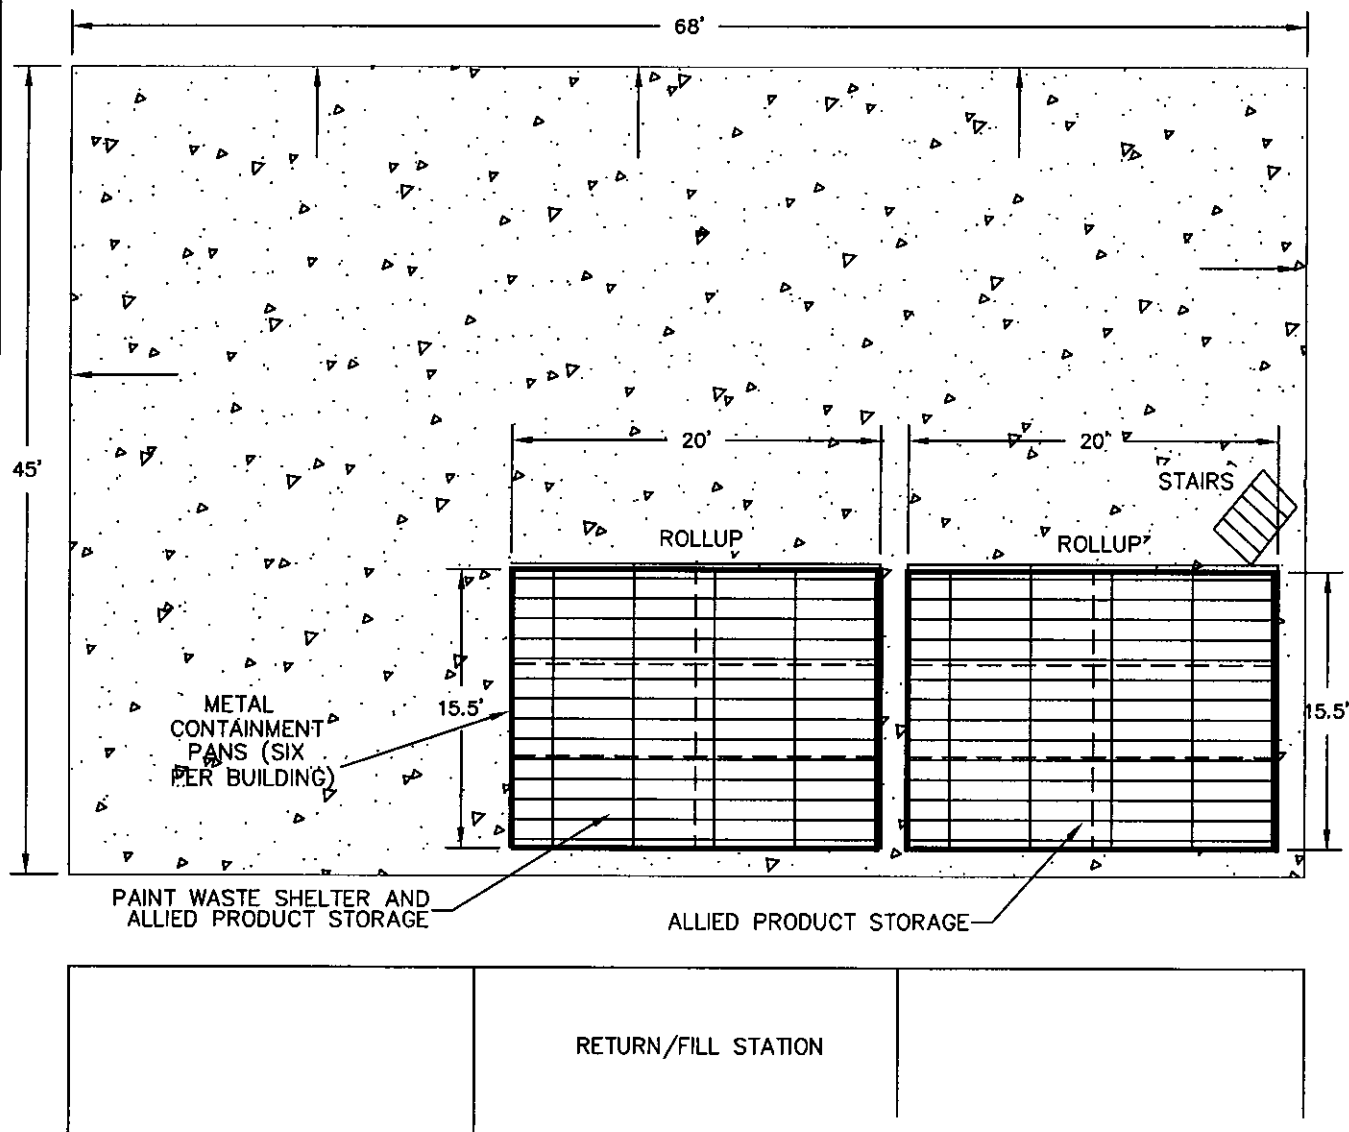 68'
45'
20'
20'
STAIRS
ROLLUP
ROLLUP
METAL
CONTAINMENT
PANS (SIX
PER BUILDING)
15.5'
15.5'
PAINT WASTE SHELTER AND
ALLIED PRODUCT STORAGE
ALLIED PRODUCT STORAGE
RETURN/FILL STATION